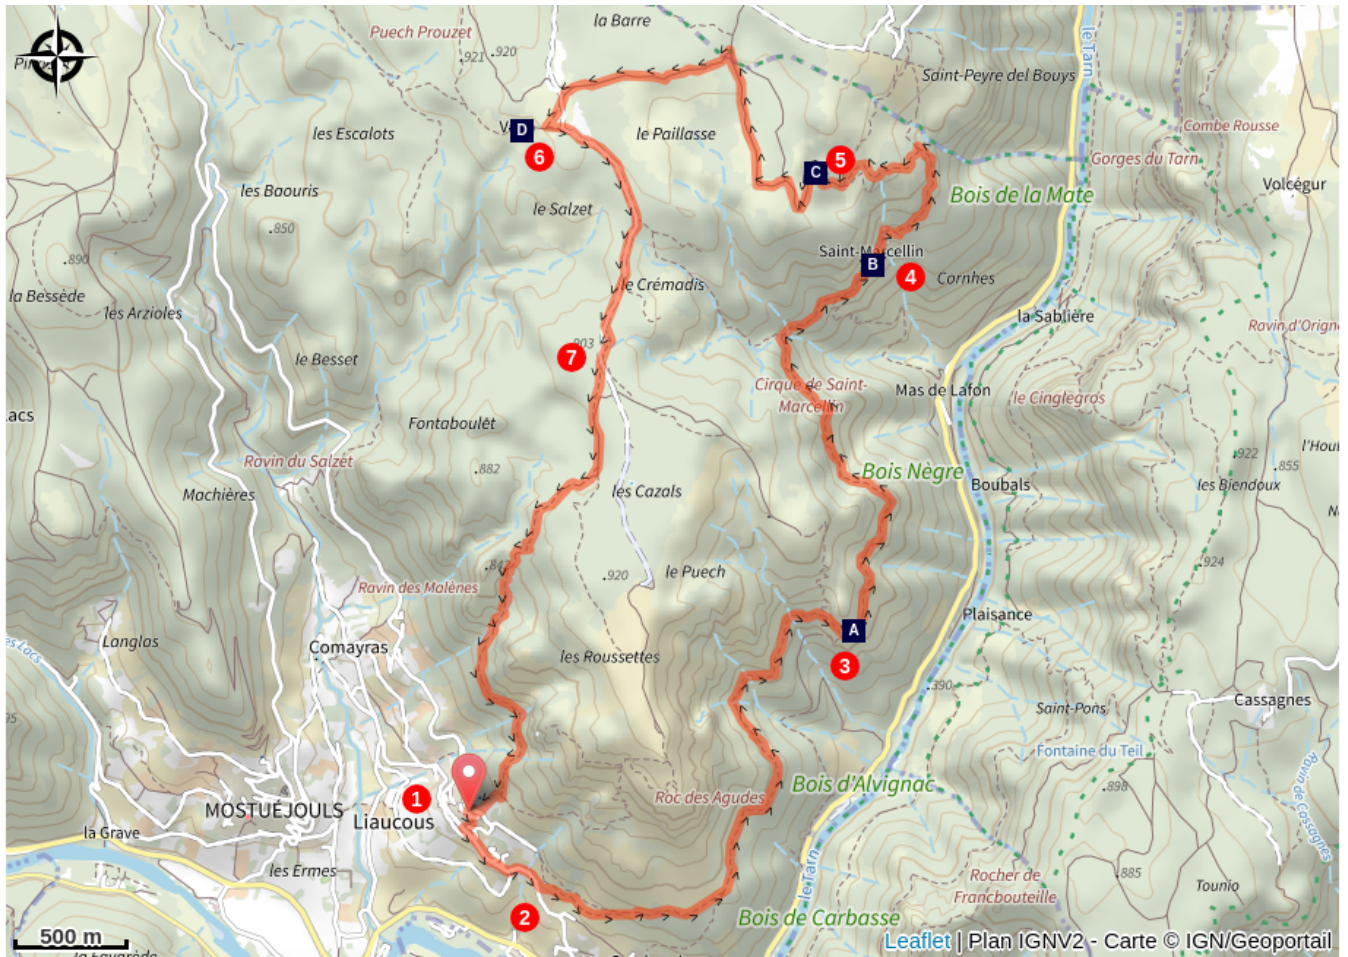 la Barre
Puech Prouzet
.921
.920
le Tarn
Saint-Peyre del Bouys
les Escalots
D
le Paillasse
Combe Rousse
6
C
5
Gorges du Tarn
les Baouris
Bois de la Mate
Volcégur
le Salzet
.850
Saint-Marcellin
B
.890
4
Cornhes
la Bessède
le Crémadis
les Arzioles
la Sablière
903
7
le Besset
Cirque de Saint-
Marcellin
Mas de Lafon
le Cinglegros
Fontaboulet
Ravin du Salzet
.882
Bois Nègre
.922
.855
Machières
les Cazals
Boubals
les Biendoux
.924
.920
le Puech
Ravin des Malènes
Plaisance
A
Langlas
Comayras
les Roussettes
3
.390
Cassagnes
Saint-Pons
Fontaine du Teil
Ravin de Cassagnes
1
MOSTUÉJOULS
Liaucous
Roc des Agudes
Bois d'Alvignac
.898
la Grave
les Ermes
le Tarn
Rocher de
Francbouteille
.885
Tounio
2
Bois de Carbasse
500 m
Leaflet | Plan IGNV2 - Carte © IGN/Geoportail